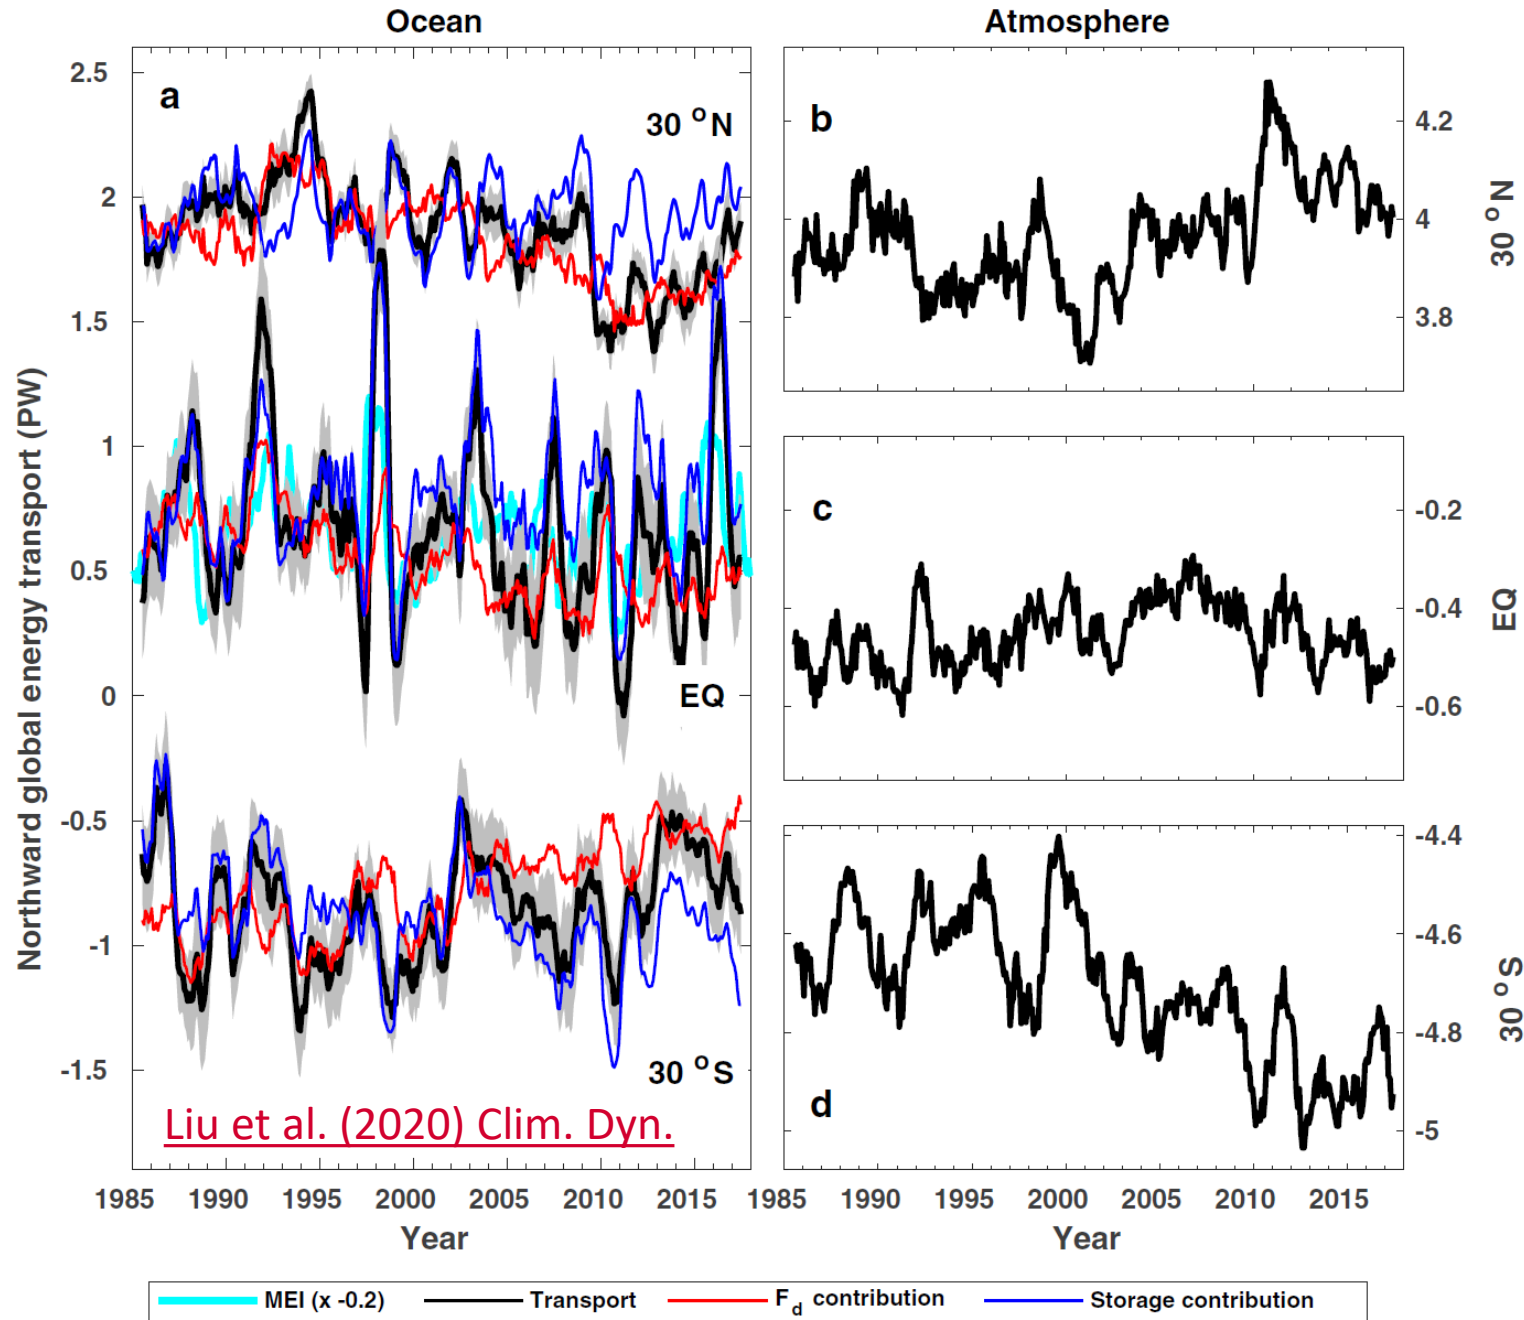 Ocean
Atmosphere
a
30 °N
EQ
30 °S
Liu et al. (2020) Clim. Dyn.
2.5
2
1.5
1
0.5
0
-0.5
-1
-1.5
Northward global energy transport (PW)
1985 1990 1995 2000 2005 2010 2015
Year
b
4.2
4
3.8
30 °N
c
-0.2
-0.4
-0.6
EQ
d
-4.4
-4.6
-4.8
-5
30 °S
1985 1990 1995 2000 2005 2010 2015
Year
MEI (x -0.2) Transport Fd contribution Storage contribution